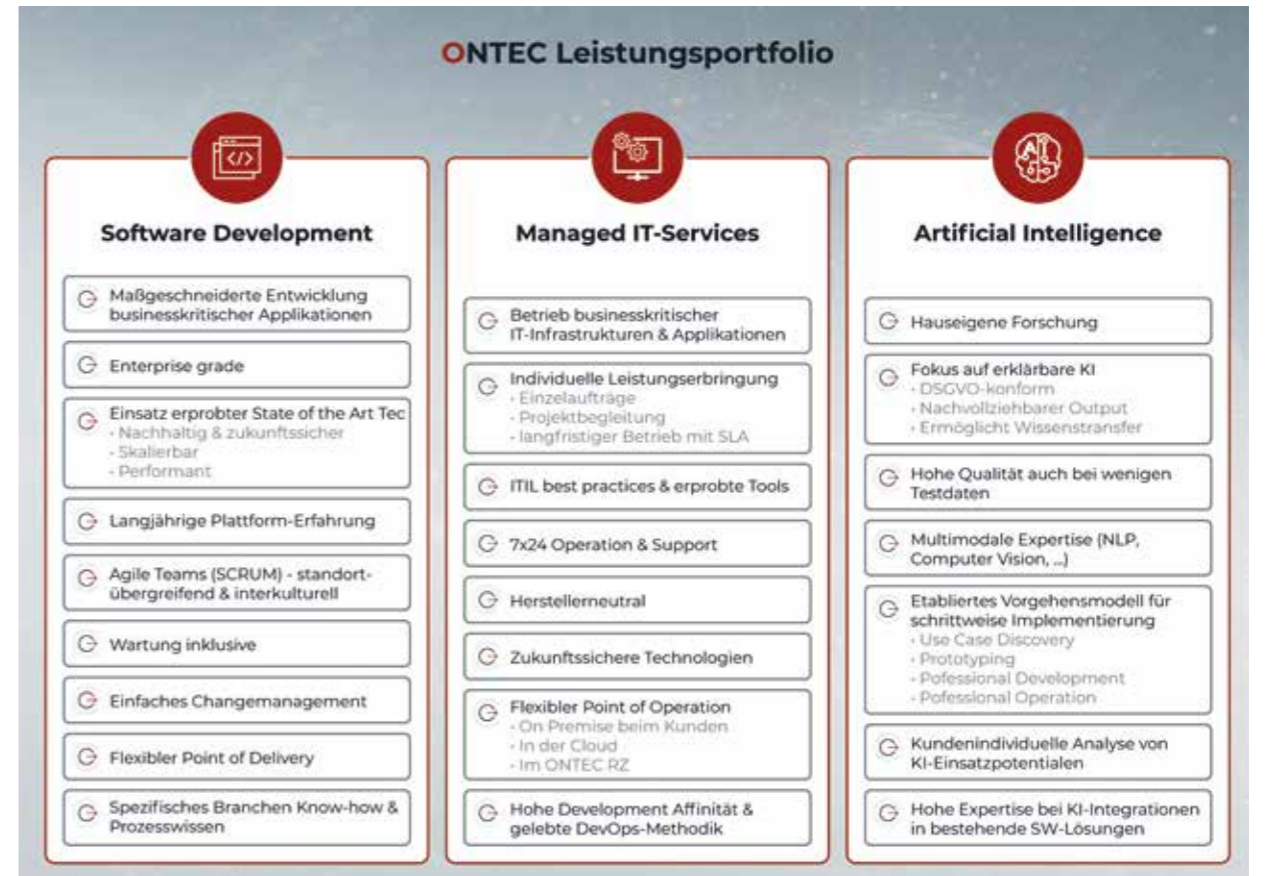 ONTEC Leistungsportfolio
</>
Software Development
Maßgeschneiderte Entwicklung
businesskritischer Applikationen
Enterprise grade
Einsatz erprobter State of the Art Tec
• Nachhaltig & zukunftssicher
• Skalierbar
• Performant
Langjährige Plattform-Erfahrung
Agile Teams (SCRUM) - standort-
übergreifend & interkulturell
Wartung inklusive
Einfaches Changemanagement
Flexibler Point of Delivery
Spezifisches Branchen Know-how &
Prozesswissen
Managed IT-Services
Betrieb businesskritischer
IT-Infrastrukturen & Applikationen
Individuelle Leistungserbringung
• Einzelaufträge
• Projektbegleitung
• langfristiger Betrieb mit SLA
ITIL best practices & erprobte Tools
7x24 Operation & Support
Herstellerneutral
Zukunftssichere Technologien
Flexibler Point of Operation
• On Premise beim Kunden
• In der Cloud
• Im ONTEC RZ
Hohe Development Affinität &
gelebte DevOps-Methodik
AI
Artificial Intelligence
Hauseigene Forschung
Fokus auf erklärbare KI
• DSGVO-konform
• Nachvollziehbarer Output
• Ermöglicht Wissenstransfer
Hohe Qualität auch bei wenigen
Testdaten
Multimodale Expertise (NLP,
Computer Vision, ...)
Etabliertes Vorgehensmodell für
schrittweise Implementierung
• Use Case Discovery
• Prototyping
• Pofessional Development
• Pofessional Operation
Kundenindividuelle Analyse von
KI-Einsatzpotentialen
Hohe Expertise bei KI-Integrationen
in bestehende SW-Lösungen